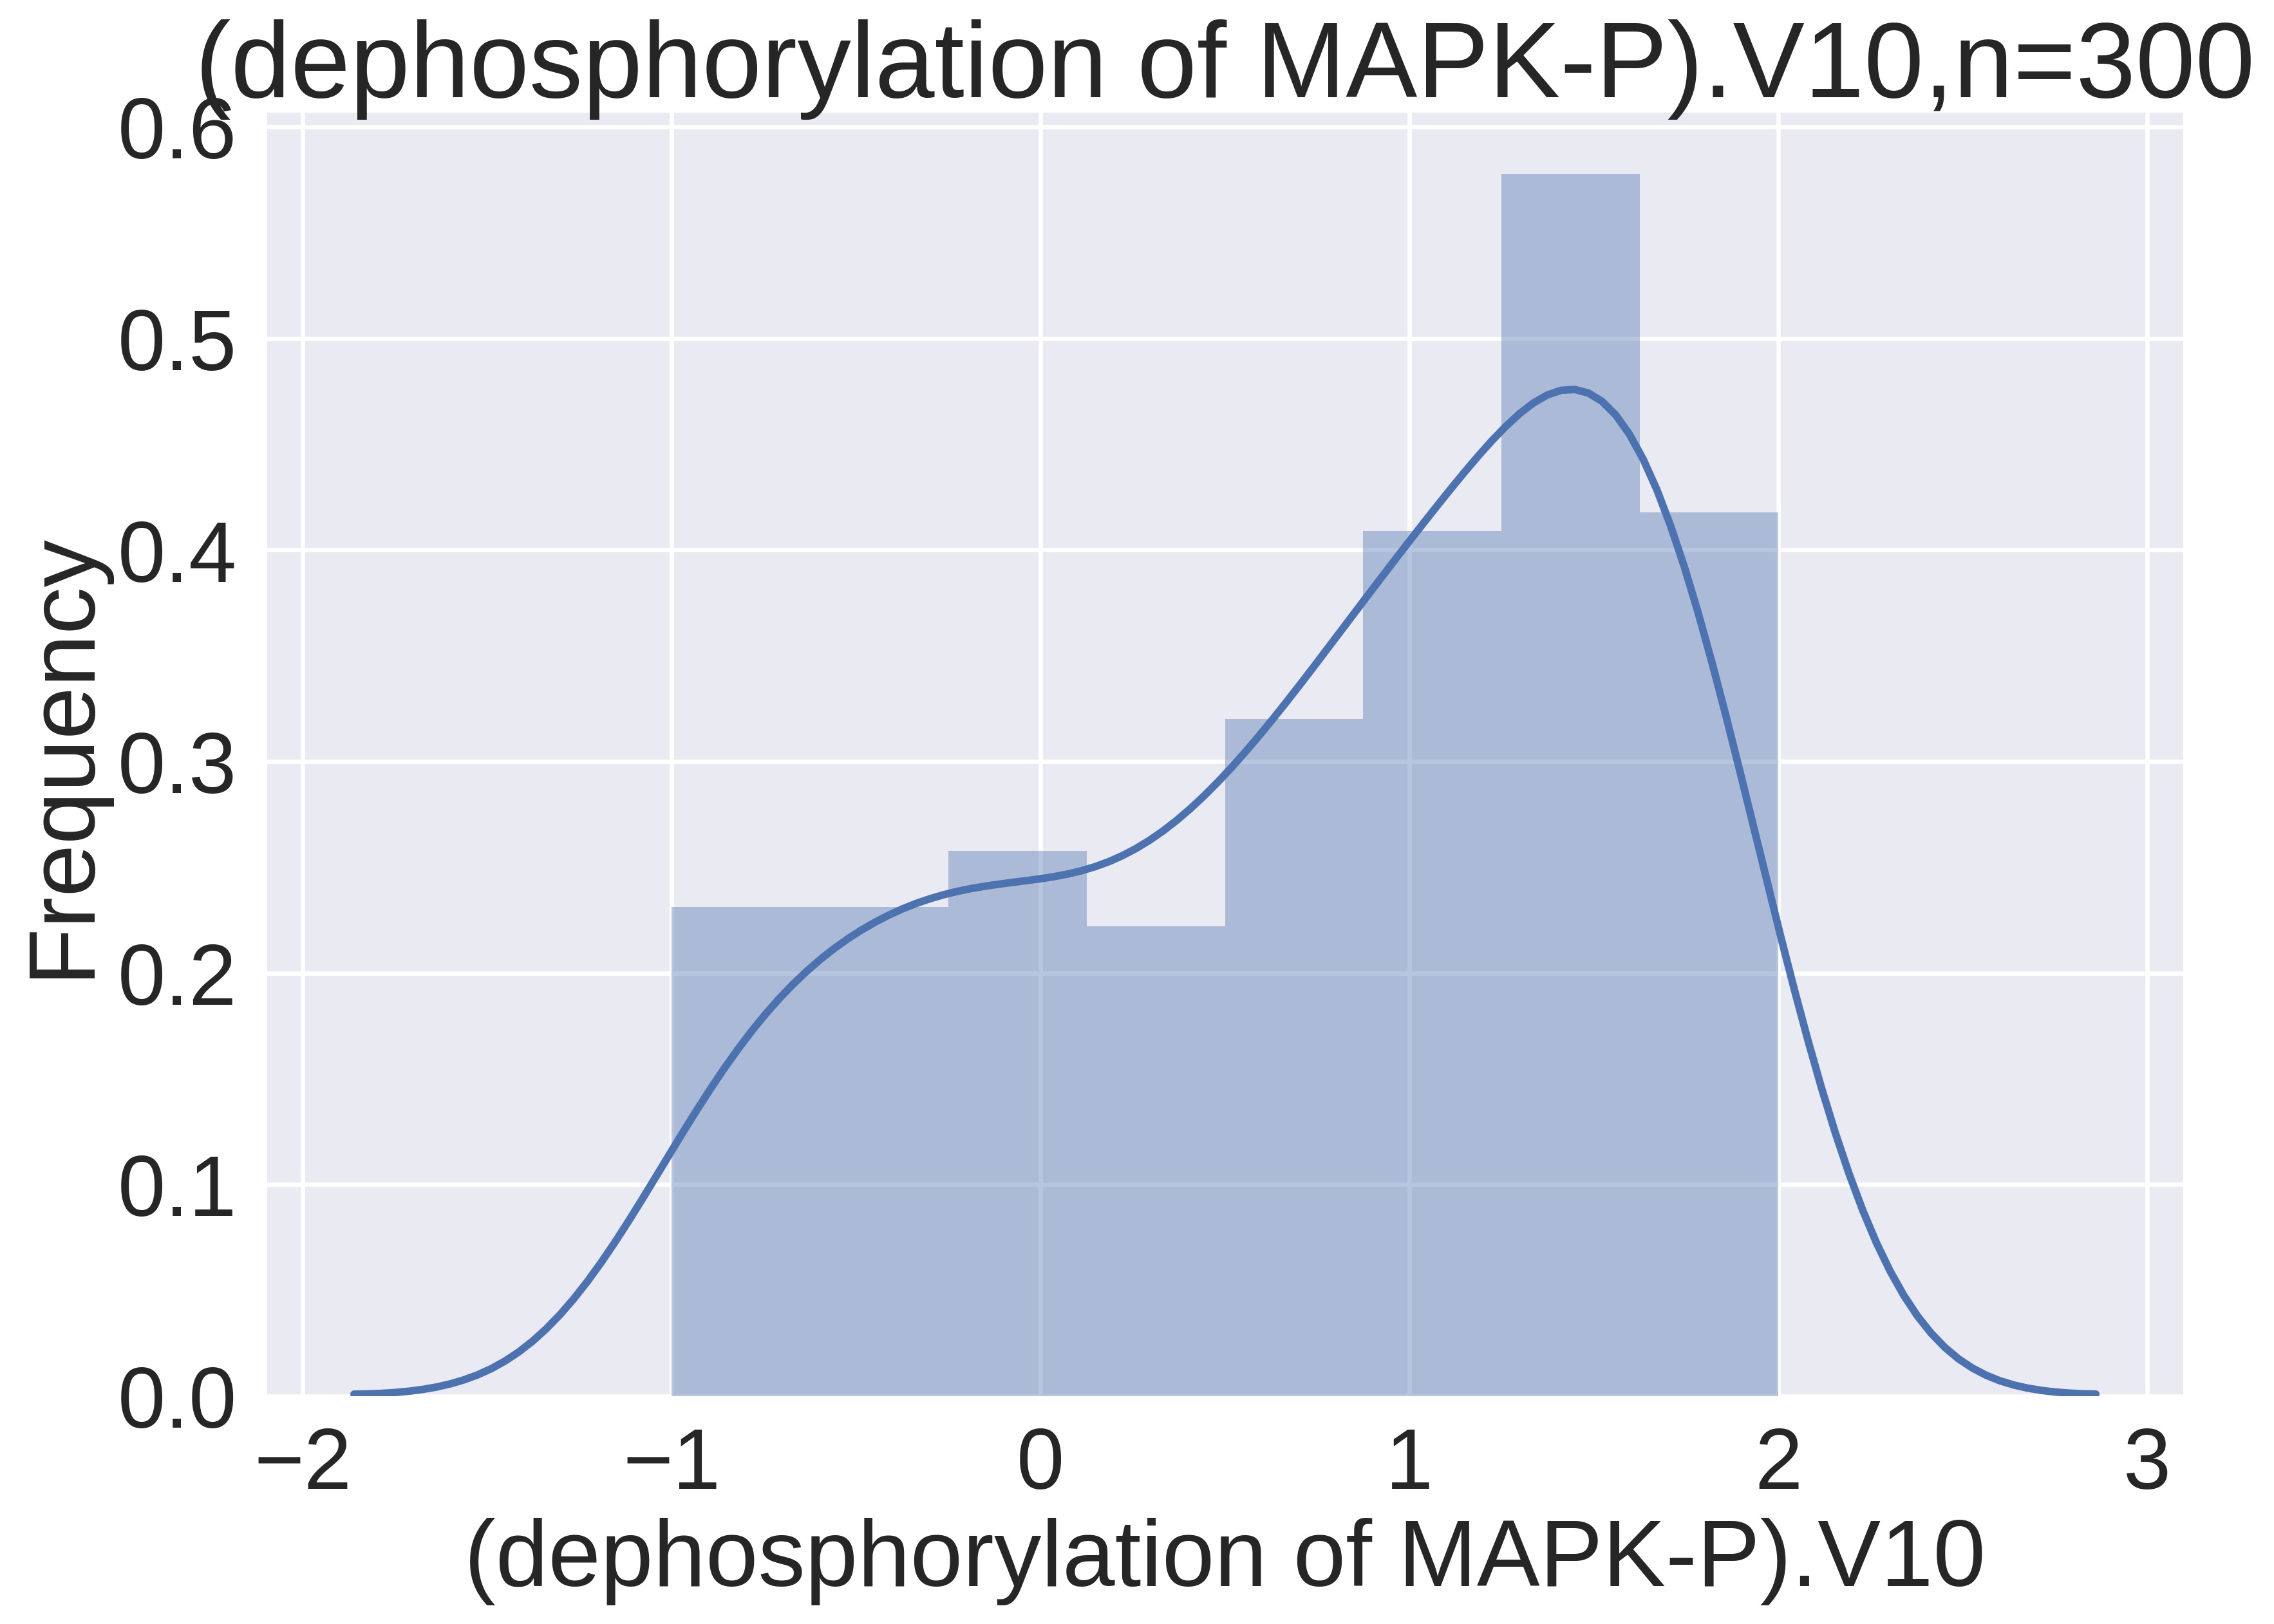 (dephosphorylation of MAPK-P).V10,n=300
0.6
0.5
0.4
0.3
0.2
0.1
0.0
Frequency
−2 −1 0 1 2 3
(dephosphorylation of MAPK-P).V10